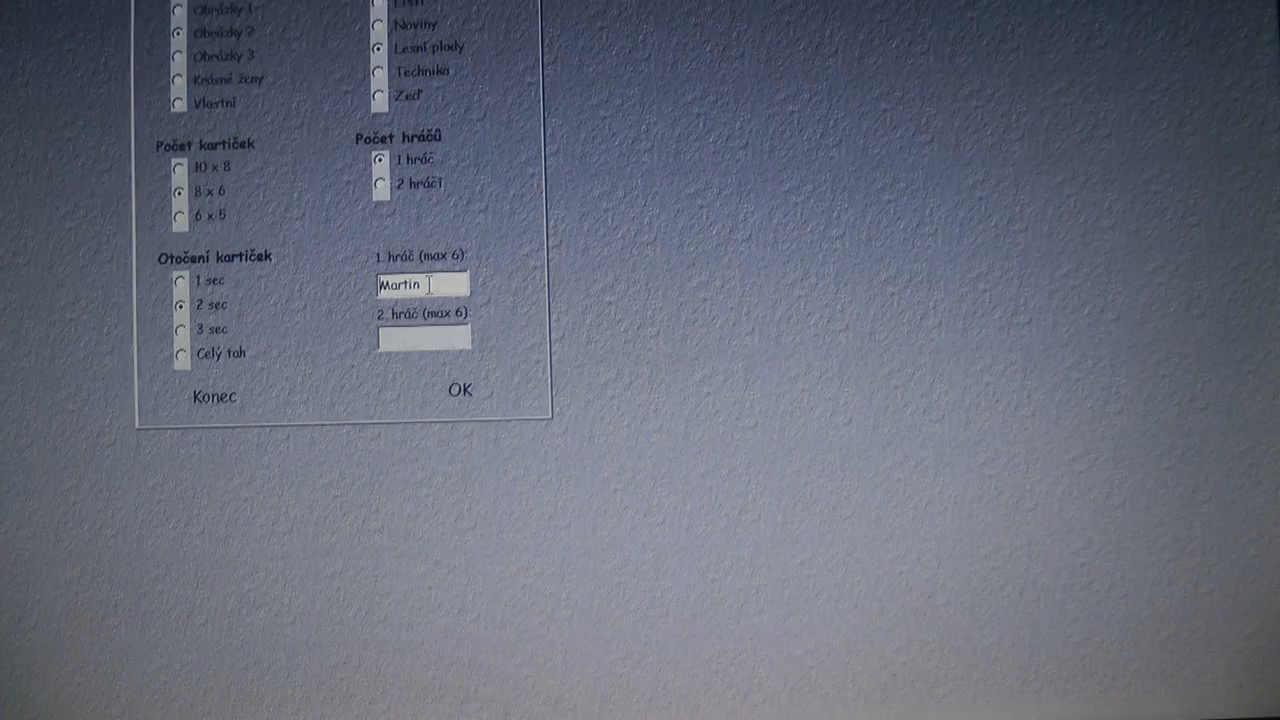 Obrázky 1
Obrázky 2
Obrázky 3
Krásné ženy
Vlastní
Listí
Noviny
Lesní plody
Technika
Zeď
Počet kartiček
10 x 8
8 x 6
6 x 5
Počet hráčů
1 hráč
2 hráči
Otočení kartiček
1 sec
2 sec
3 sec
Celý tah
1. hráč (max 6):
Martin
2. hráč (max 6):
Konec
OK